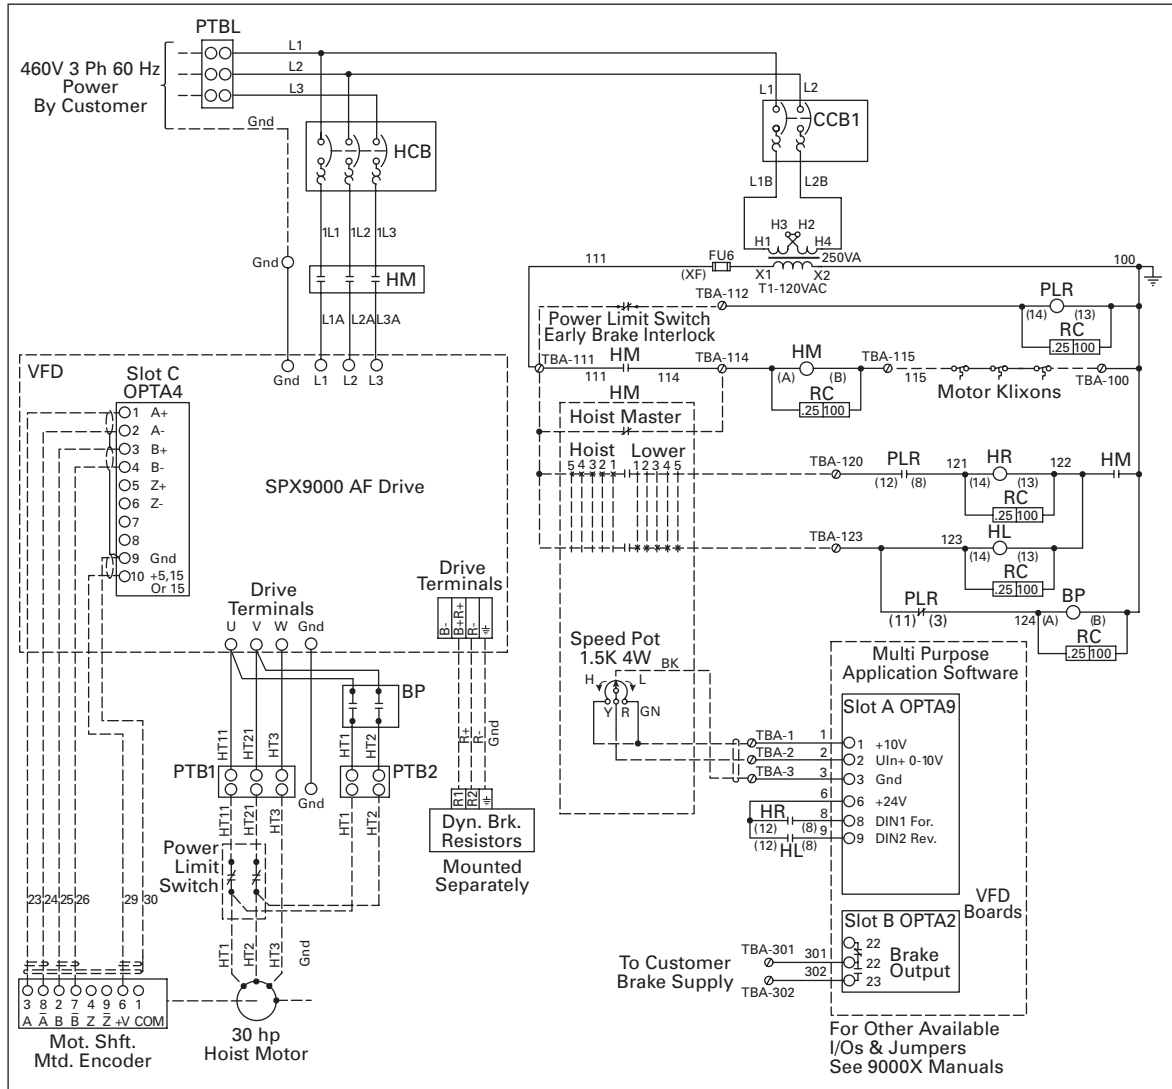 PTBL
L1
L2
L3
460V 3 Ph 60 Hz
Power
By Customer
Gnd
L1 L2
HCB
CCB1
L1B L2B
H3 H2
H1 H4
1L1 1L2 1L3
111
FU6
(XF)
X1 X2
250VA
T1-120VAC
100
Gnd
HM
TBA-112
PLR
(14) (13)
RC
.25 100
L1A L2A L3A
Power Limit Switch
Early Brake Interlock
VFD
Gnd L1 L2 L3
TBA-111
HM
111 114
TBA-114
HM
(A) (B)
RC
.25 100
TBA-115
115
Motor Klixons
TBA-100
Slot C
OPTA4
1 A+
2 A-
3 B+
4 B-
5 Z+
6 Z-
7
8
9 Gnd
10 +5,15
Or 15
HM
Hoist Master
Hoist Lower
5 4 3 2 1 1 2 3 4 5
SPX9000 AF Drive
TBA-120
PLR
(12) (8)
121
HR
(14) (13)
122
HM
RC
.25 100
TBA-123
123
HL
(14) (13)
RC
.25 100
PLR
(11) (3)
124
BP
(A) (B)
RC
.25 100
Drive
Terminals
B-
B+R+
R-
Drive
Terminals
U V W Gnd
Speed Pot
1.5K 4W
H L
BK
Y R GN
Multi Purpose
Application Software
Slot A OPTA9
BP
TBA-1 1 1 +10V
TBA-2 2 2 UIn+ 0-10V
TBA-3 3 3 Gnd
6 6 +24V
HR
(12) (8)
8 8 DIN1 For.
9 9 DIN2 Rev.
(12) HL (8)
HT11 HT21 HT3
HT1 HT2
R+ R- Gnd
PTB1
PTB2
Gnd
R1 R2
Dyn. Brk.
Resistors
Mounted
Separately
HT11 HT21 HT3
HT1 HT2
Power
Limit
Switch
VFD
Boards
Slot B OPTA2
22
22
23
Brake
Output
23 24 25 26 29 30
HT1 HT2 HT3 Gnd
To Customer
Brake Supply
TBA-301 301
302
TBA-302
3 8 2 7 4 9 6 1
A A̅ B B̅ Z Z̅ +V COM
Mot. Shft.
Mtd. Encoder
30 hp
Hoist Motor
For Other Available
I/Os & Jumpers
See 9000X Manuals